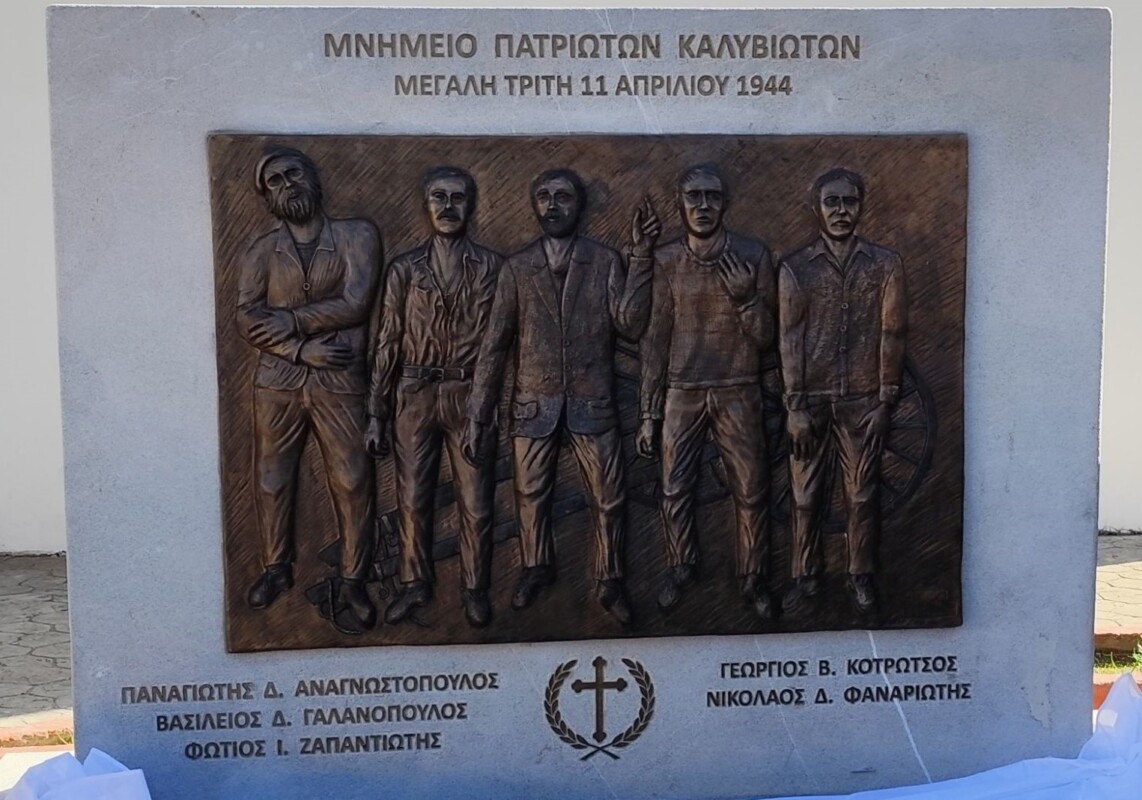 ΜΝΗΜΕΙΟ ΠΑΤΡΙΩΤΩΝ ΚΑΛΥΒΙΩΤΩΝ
ΜΕΓΑΛΗ ΤΡΙΤΗ 11 ΑΠΡΙΛΙΟΥ 1944
ΠΑΝΑΓΙΩΤΗΣ Δ. ΑΝΑΓΝΩΣΤΟΠΟΥΛΟΣ
ΒΑΣΙΛΕΙΟΣ Δ. ΓΑΛΑΝΟΠΟΥΛΟΣ
ΦΩΤΙΟΣ Ι. ΖΑΠΑΝΤΙΩΤΗΣ
ΓΕΩΡΓΙΟΣ Β. ΚΟΤΡΩΤΣΟΣ
ΝΙΚΟΛΑΟΣ Δ. ΦΑΝΑΡΙΩΤΗΣ